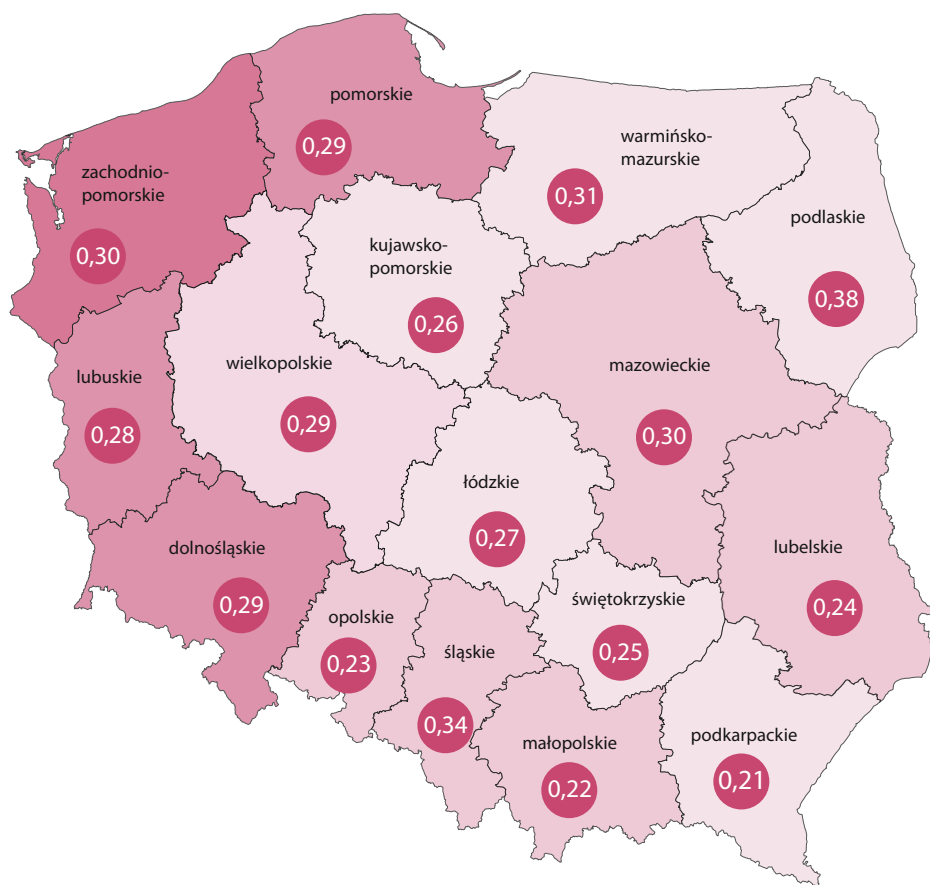 pomorskie
0,29
warmińsko-
mazurskie
0,31
zachodnio-
pomorskie
0,30
podlaskie
0,38
kujawsko-
pomorskie
0,26
lubuskie
0,28
wielkopolskie
0,29
mazowieckie
0,30
łódzkie
0,27
dolnośląskie
0,29
lubelskie
0,24
opolskie
0,23
śląskie
0,34
świętokrzyskie
0,25
małopolskie
0,22
podkarpackie
0,21